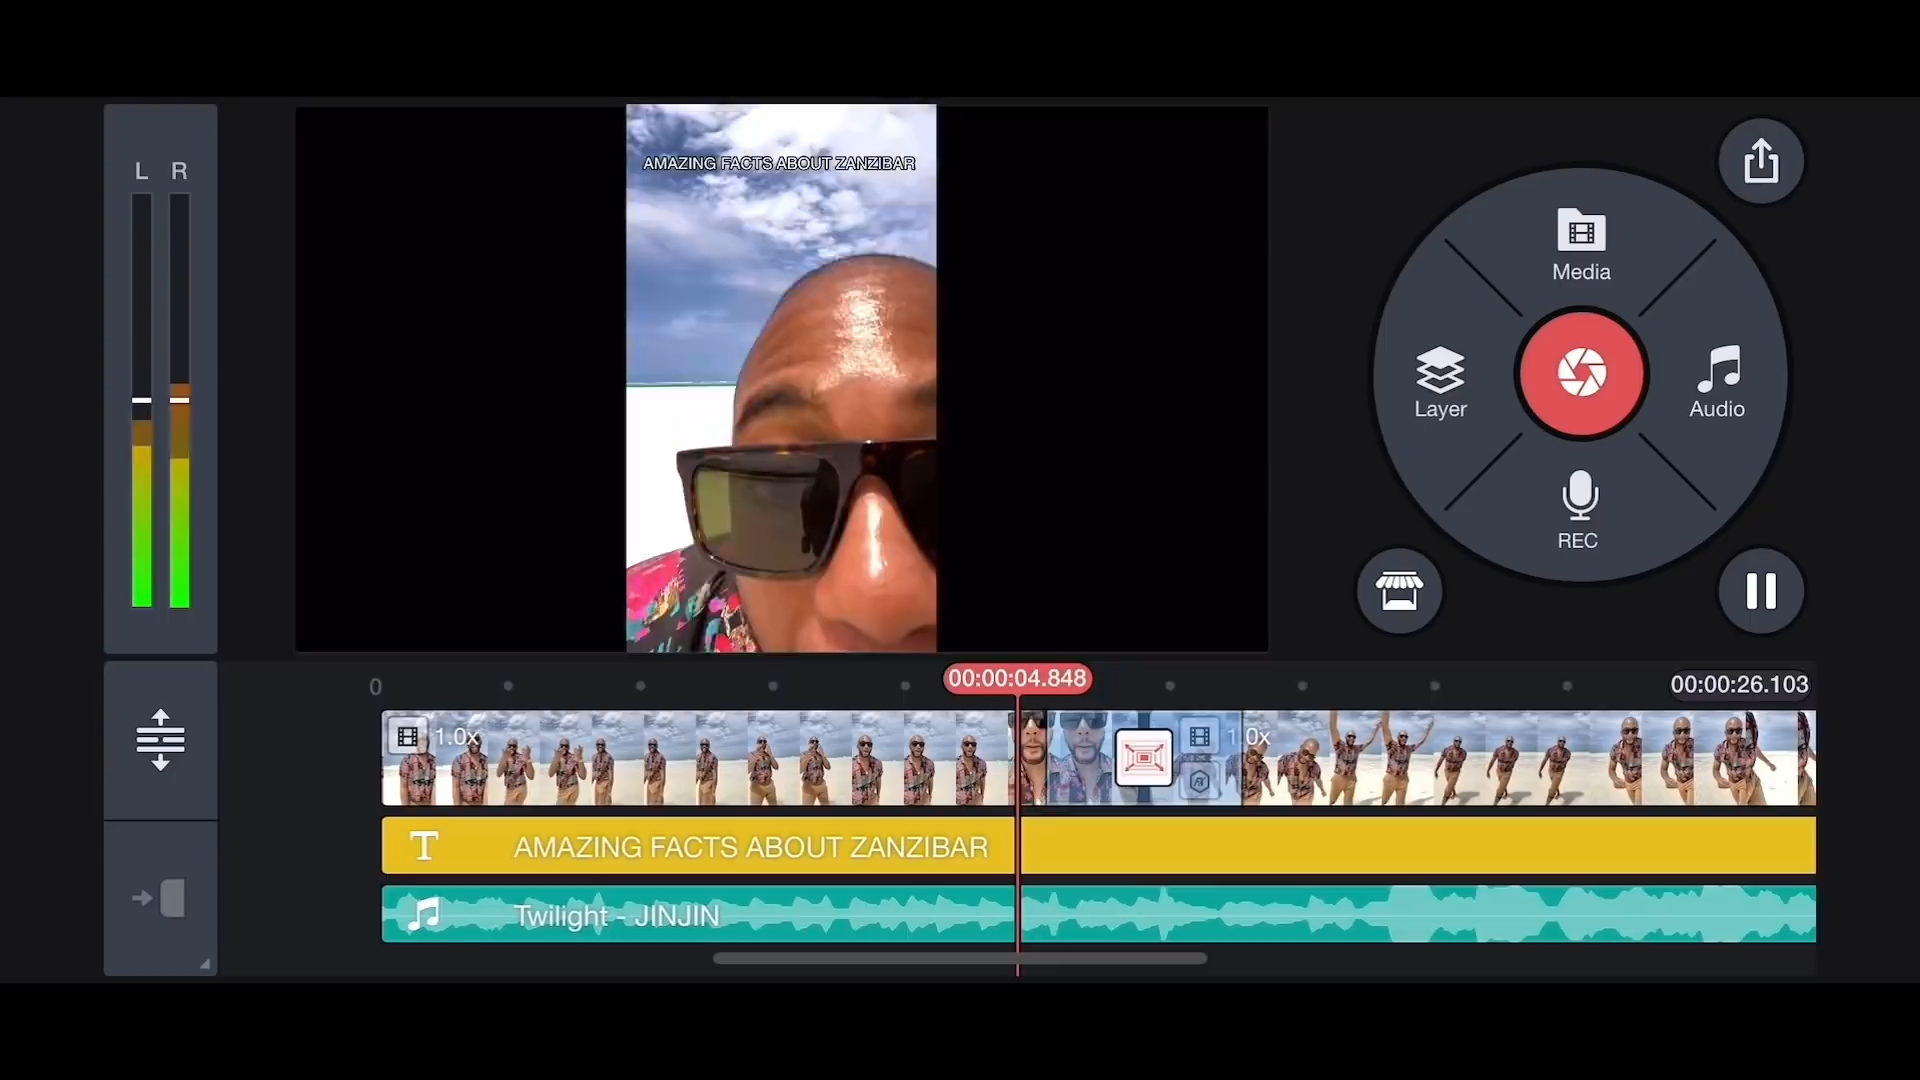 L R
AMAZING FACTS ABOUT ZANZIBAR
Media
Layer
Audio
REC
0
00:00:04.848
00:00:26.103
1.0x
1.0x
T AMAZING FACTS ABOUT ZANZIBAR
Twilight - JINJIN